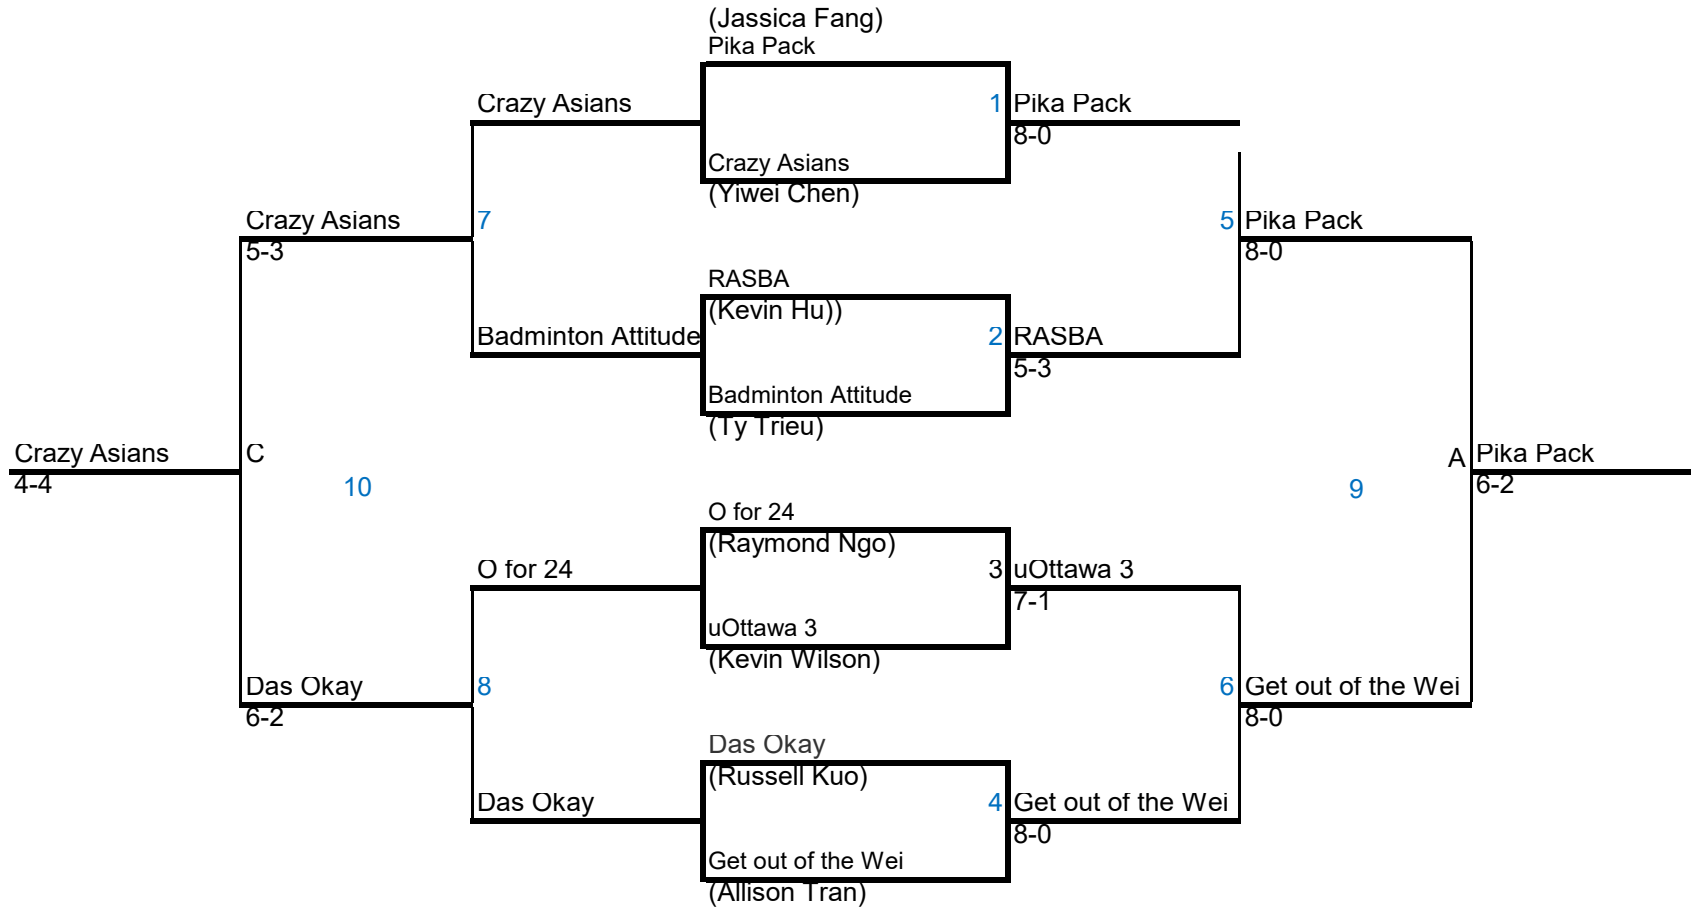 (Jassica Fang)
Pika Pack
Crazy Asians
1 Pika Pack
8-0
Crazy Asians
(Yiwei Chen)
Crazy Asians
5-3
7
5 Pika Pack
8-0
RASBA
(Kevin Hu))
Badminton Attitude
2 RASBA
5-3
Badminton Attitude
(Ty Trieu)
Crazy Asians
4-4
C
10
9
A Pika Pack
6-2
O for 24
(Raymond Ngo)
O for 24
3 uOttawa 3
7-1
uOttawa 3
(Kevin Wilson)
Das Okay
6-2
8
6 Get out of the Wei
8-0
Das Okay
(Russell Kuo)
Das Okay
4 Get out of the Wei
8-0
Get out of the Wei
(Allison Tran)